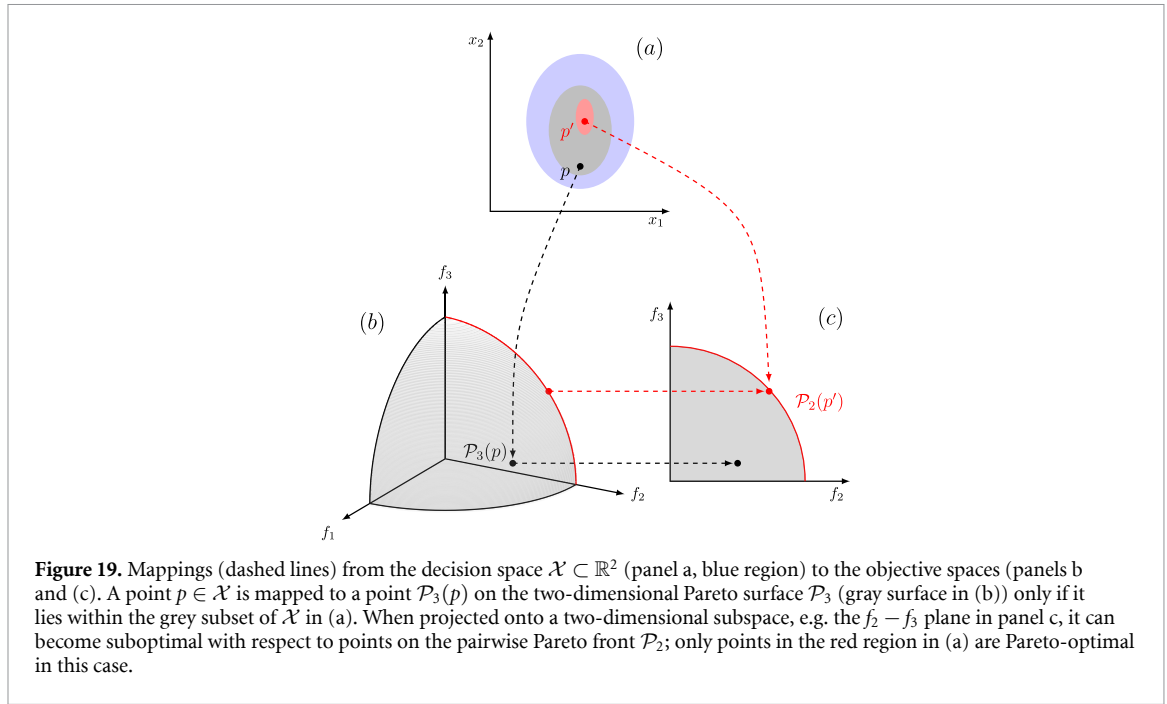 x₂
(a)
p′
p
x₁
f₃
(b)
f₃
(c)
𝒫₂(p′)
𝒫₃(p)
f₂
f₂
f₁
Figure 19. Mappings (dashed lines) from the decision space 𝒳 ⊂ ℝ² (panel a, blue region) to the objective spaces (panels b
and (c). A point p ∈ 𝒳 is mapped to a point 𝒫₃(p) on the two-dimensional Pareto surface 𝒫₃ (gray surface in (b)) only if it
lies within the grey subset of 𝒳 in (a). When projected onto a two-dimensional subspace, e.g. the f₂ − f₃ plane in panel c, it can
become suboptimal with respect to points on the pairwise Pareto front 𝒫₂; only points in the red region in (a) are Pareto-optimal
in this case.